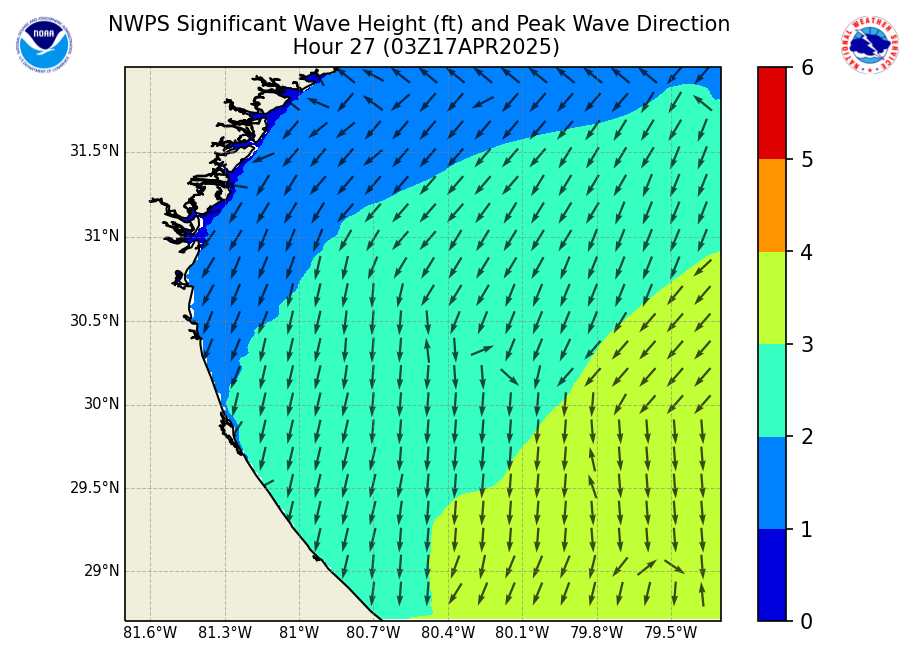 NWPS Significant Wave Height (ft) and Peak Wave Direction
Hour 27 (03Z17APR2025)
NOAA
NATIONAL WEATHER SERVICE
31.5°N
31°N
30.5°N
30°N
29.5°N
29°N
81.6°W 81.3°W 81°W 80.7°W 80.4°W 80.1°W 79.8°W 79.5°W
6
5
4
3
2
1
0